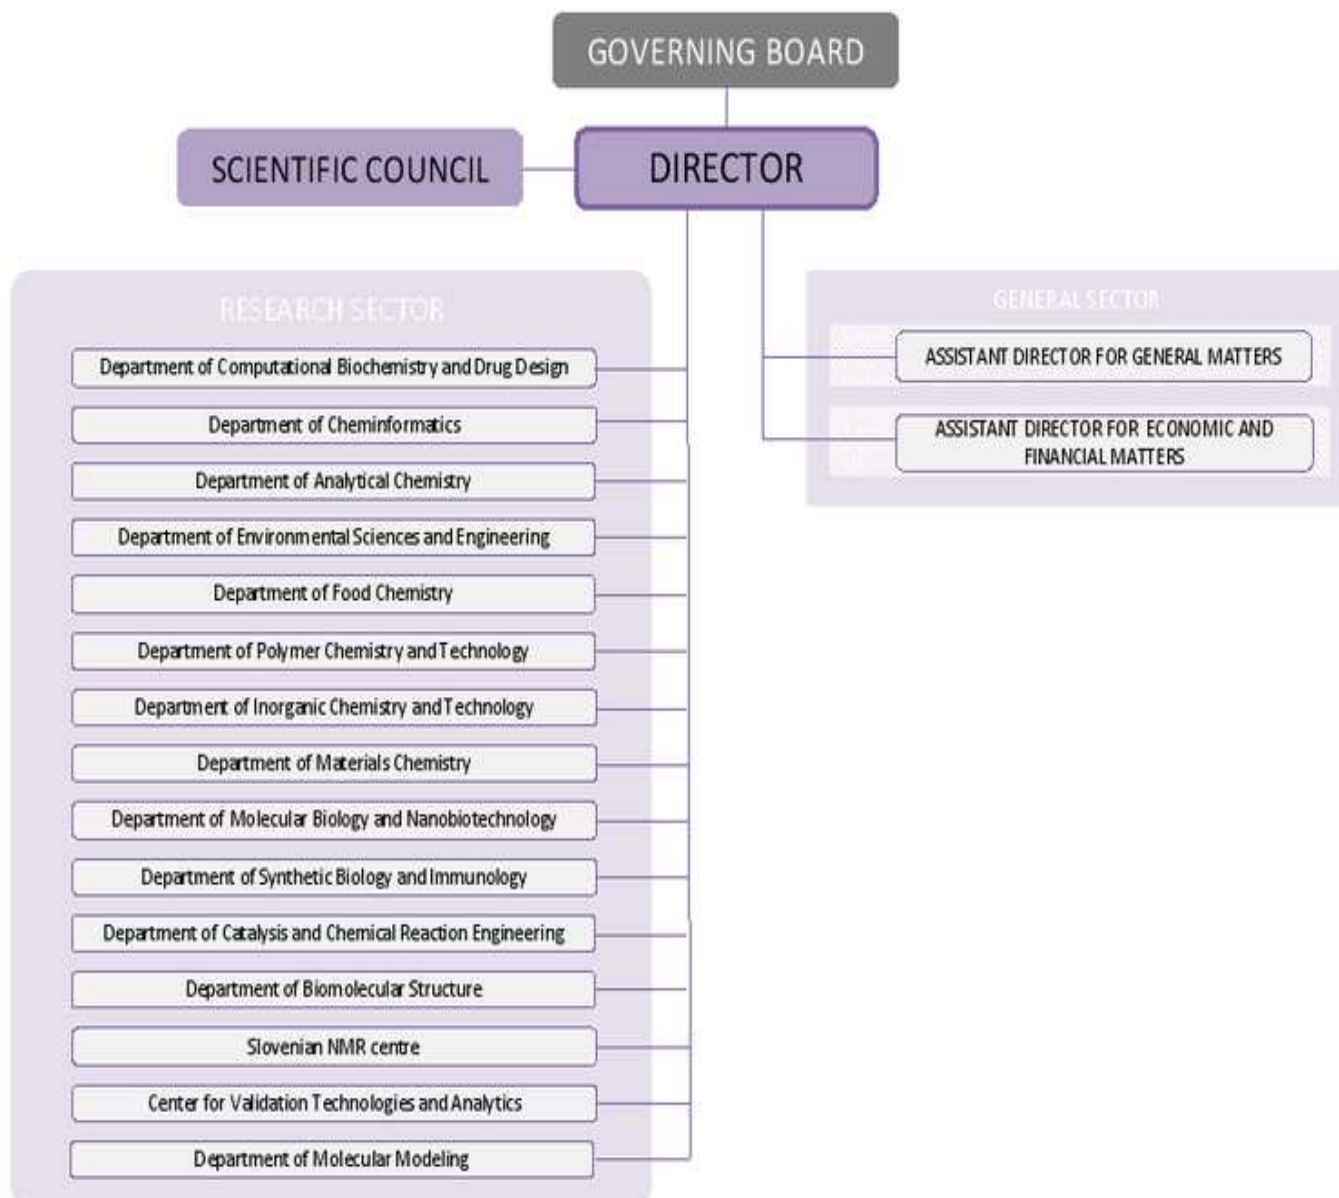 GOVERNING BOARD
SCIENTIFIC COUNCIL
DIRECTOR
RESEARCH SECTOR
Department of Computational Biochemistry and Drug Design
Department of Cheminformatics
Department of Analytical Chemistry
Department of Environmental Sciences and Engineering
Department of Food Chemistry
Department of Polymer Chemistry and Technology
Department of Inorganic Chemistry and Technology
Department of Materials Chemistry
Department of Molecular Biology and Nanobiotechnology
Department of Synthetic Biology and Immunology
Department of Catalysis and Chemical Reaction Engineering
Department of Biomolecular Structure
Slovenian NMR centre
Center for Validation Technologies and Analytics
Department of Molecular Modeling
GENERAL SECTOR
ASSISTANT DIRECTOR FOR GENERAL MATTERS
ASSISTANT DIRECTOR FOR ECONOMIC AND
FINANCIAL MATTERS